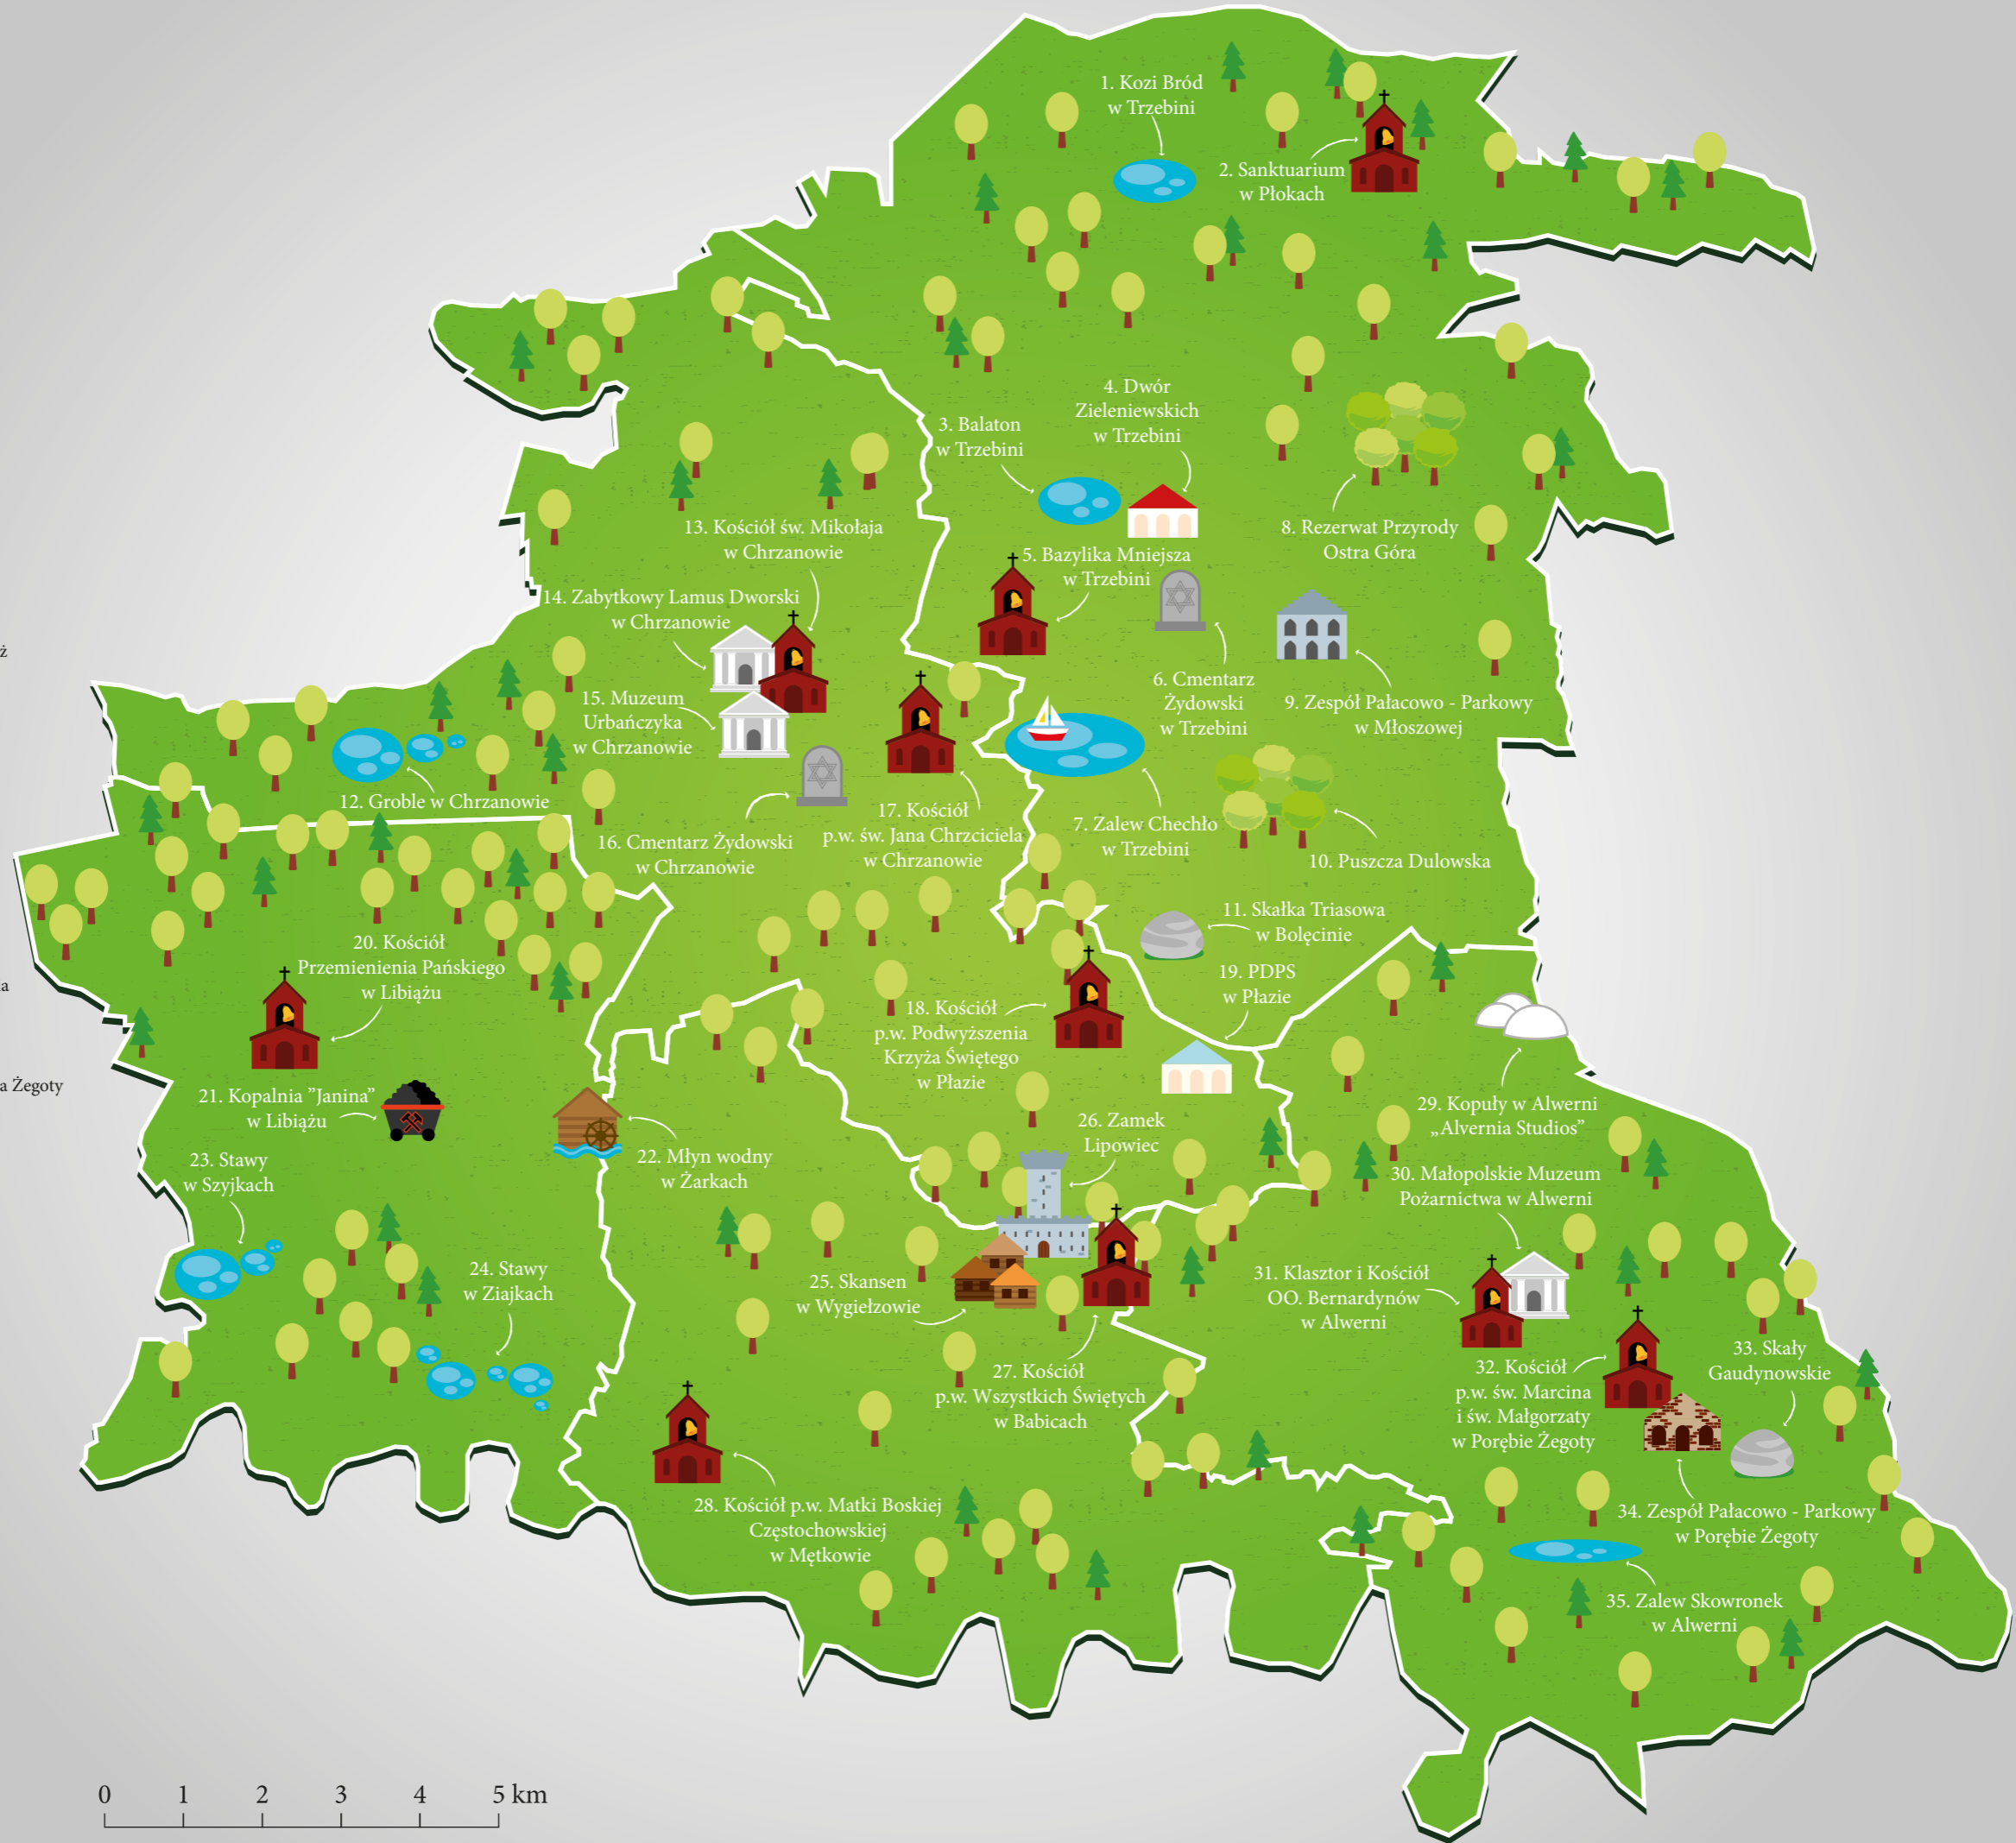 1. Kozi Bród
w Trzebini
2. Sanktuarium
w Płokach
3. Balaton
w Trzebini
4. Dwór
Zieleniewskich
w Trzebini
5. Bazylika Mniejsza
w Trzebini
6. Cmentarz
Żydowski
w Trzebini
7. Zalew Chechło
w Trzebini
8. Rezerwat Przyrody
Ostra Góra
9. Zespół Pałacowo - Parkowy
w Młoszowej
10. Puszcza Dulowska
11. Skałka Triasowa
w Bolęcinie
12. Groble w Chrzanowie
13. Kościół św. Mikołaja
w Chrzanowie
14. Zabytkowy Lamus Dworski
w Chrzanowie
15. Muzeum
Urbańczyka
w Chrzanowie
16. Cmentarz Żydowski
w Chrzanowie
17. Kościół
p.w. św. Jana Chrzciciela
w Chrzanowie
18. Kościół
p.w. Podwyższenia
Krzyża Świętego
w Płazie
19. PDPS
w Płazie
20. Kościół
Przemienienia Pańskiego
w Libiążu
21. Kopalnia ”Janina”
w Libiążu
22. Młyn wodny
w Żarkach
23. Stawy
w Szyjkach
24. Stawy
w Ziajkach
25. Skansen
w Wygiełzowie
26. Zamek
Lipowiec
27. Kościół
p.w. Wszystkich Świętych
w Babicach
28. Kościół p.w. Matki Boskiej
Częstochowskiej
w Mętkowie
29. Kopuły w Alwerni
„Alvernia Studios”
30. Małopolskie Muzeum
Pożarnictwa w Alwerni
31. Klasztor i Kościół
OO. Bernardynów
w Alwerni
32. Kościół
p.w. św. Marcina
i św. Małgorzaty
w Porębie Żegoty
33. Skały
Gaudynowskie
34. Zespół Pałacowo - Parkowy
w Porębie Żegoty
35. Zalew Skowronek
w Alwerni
ż
a Żegoty
0 1 2 3 4 5 km